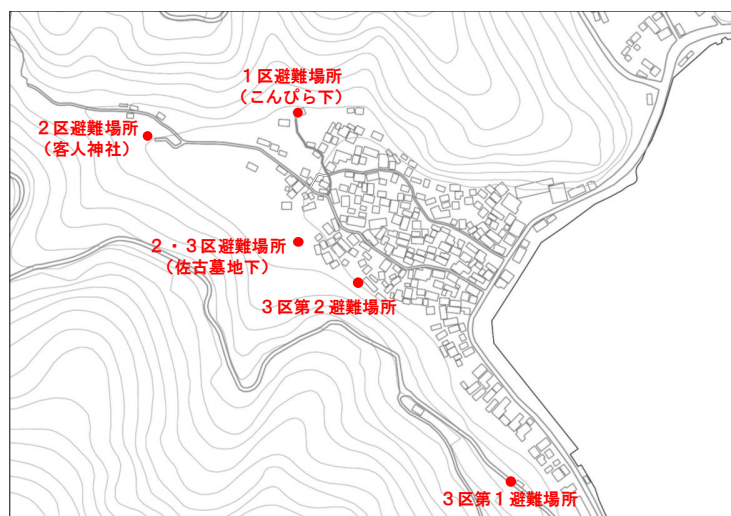 1区避難場所
（こんぴら下）
2区避難場所
（客人神社）
2・3区避難場所
（佐古墓地下）
3区第2避難場所
3区第1避難場所